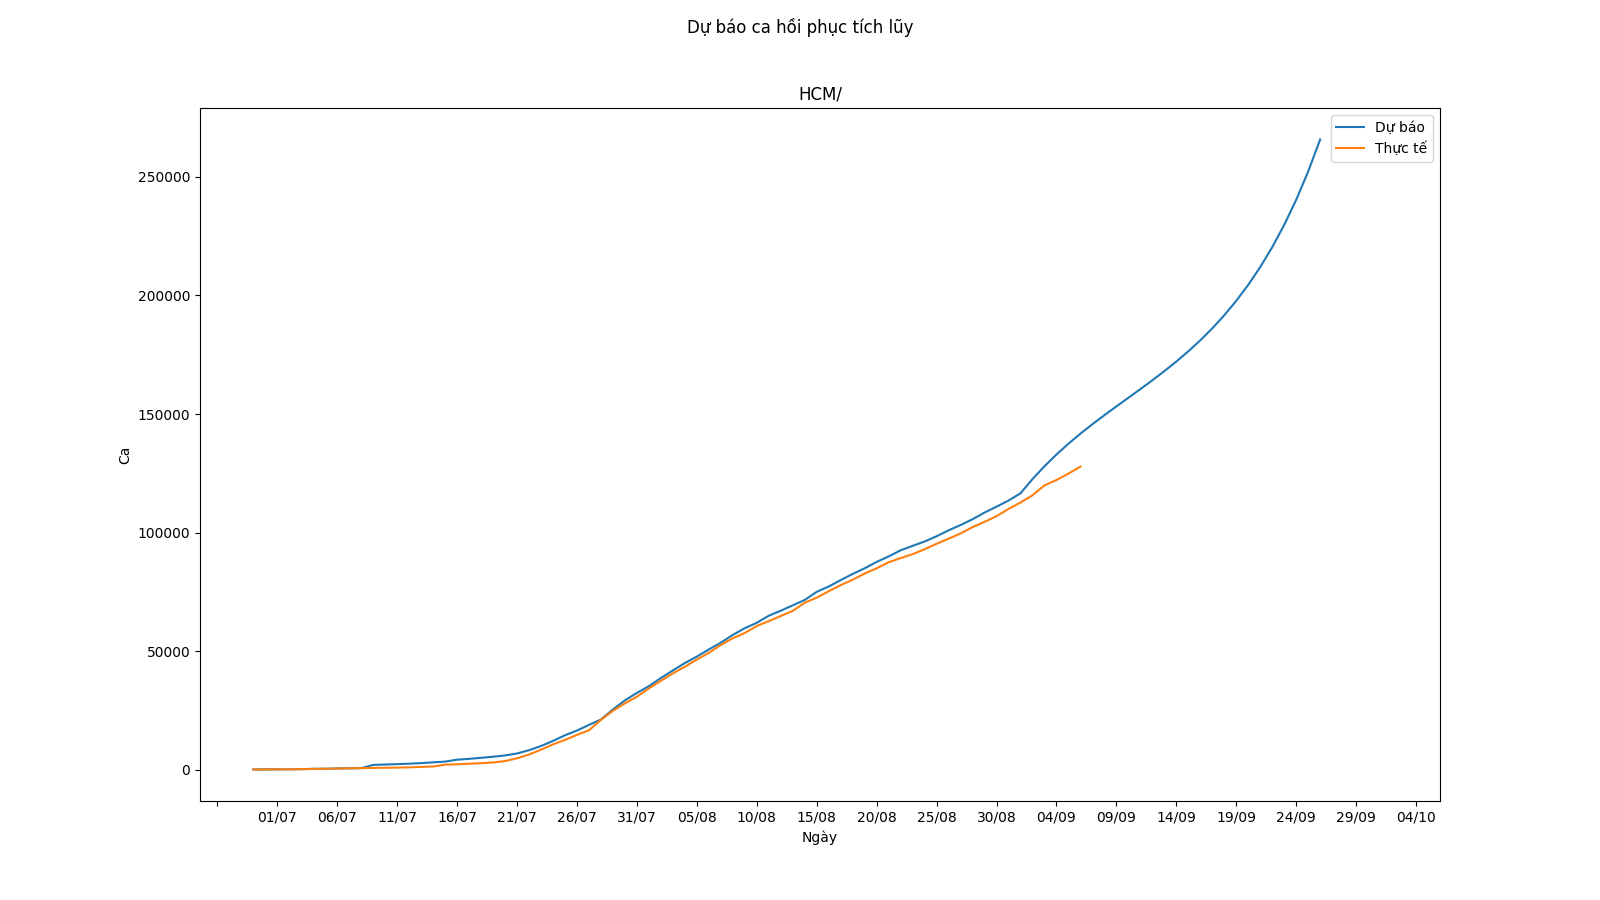 Dự báo ca hồi phục tích lũy
HCM/
Dự báo
Thực tế
250000
200000
150000
100000
50000
0
Ca
01/07 06/07 11/07 16/07 21/07 26/07 31/07 05/08 10/08 15/08 20/08 25/08 30/08 04/09 09/09 14/09 19/09 24/09 29/09 04/10
Ngày